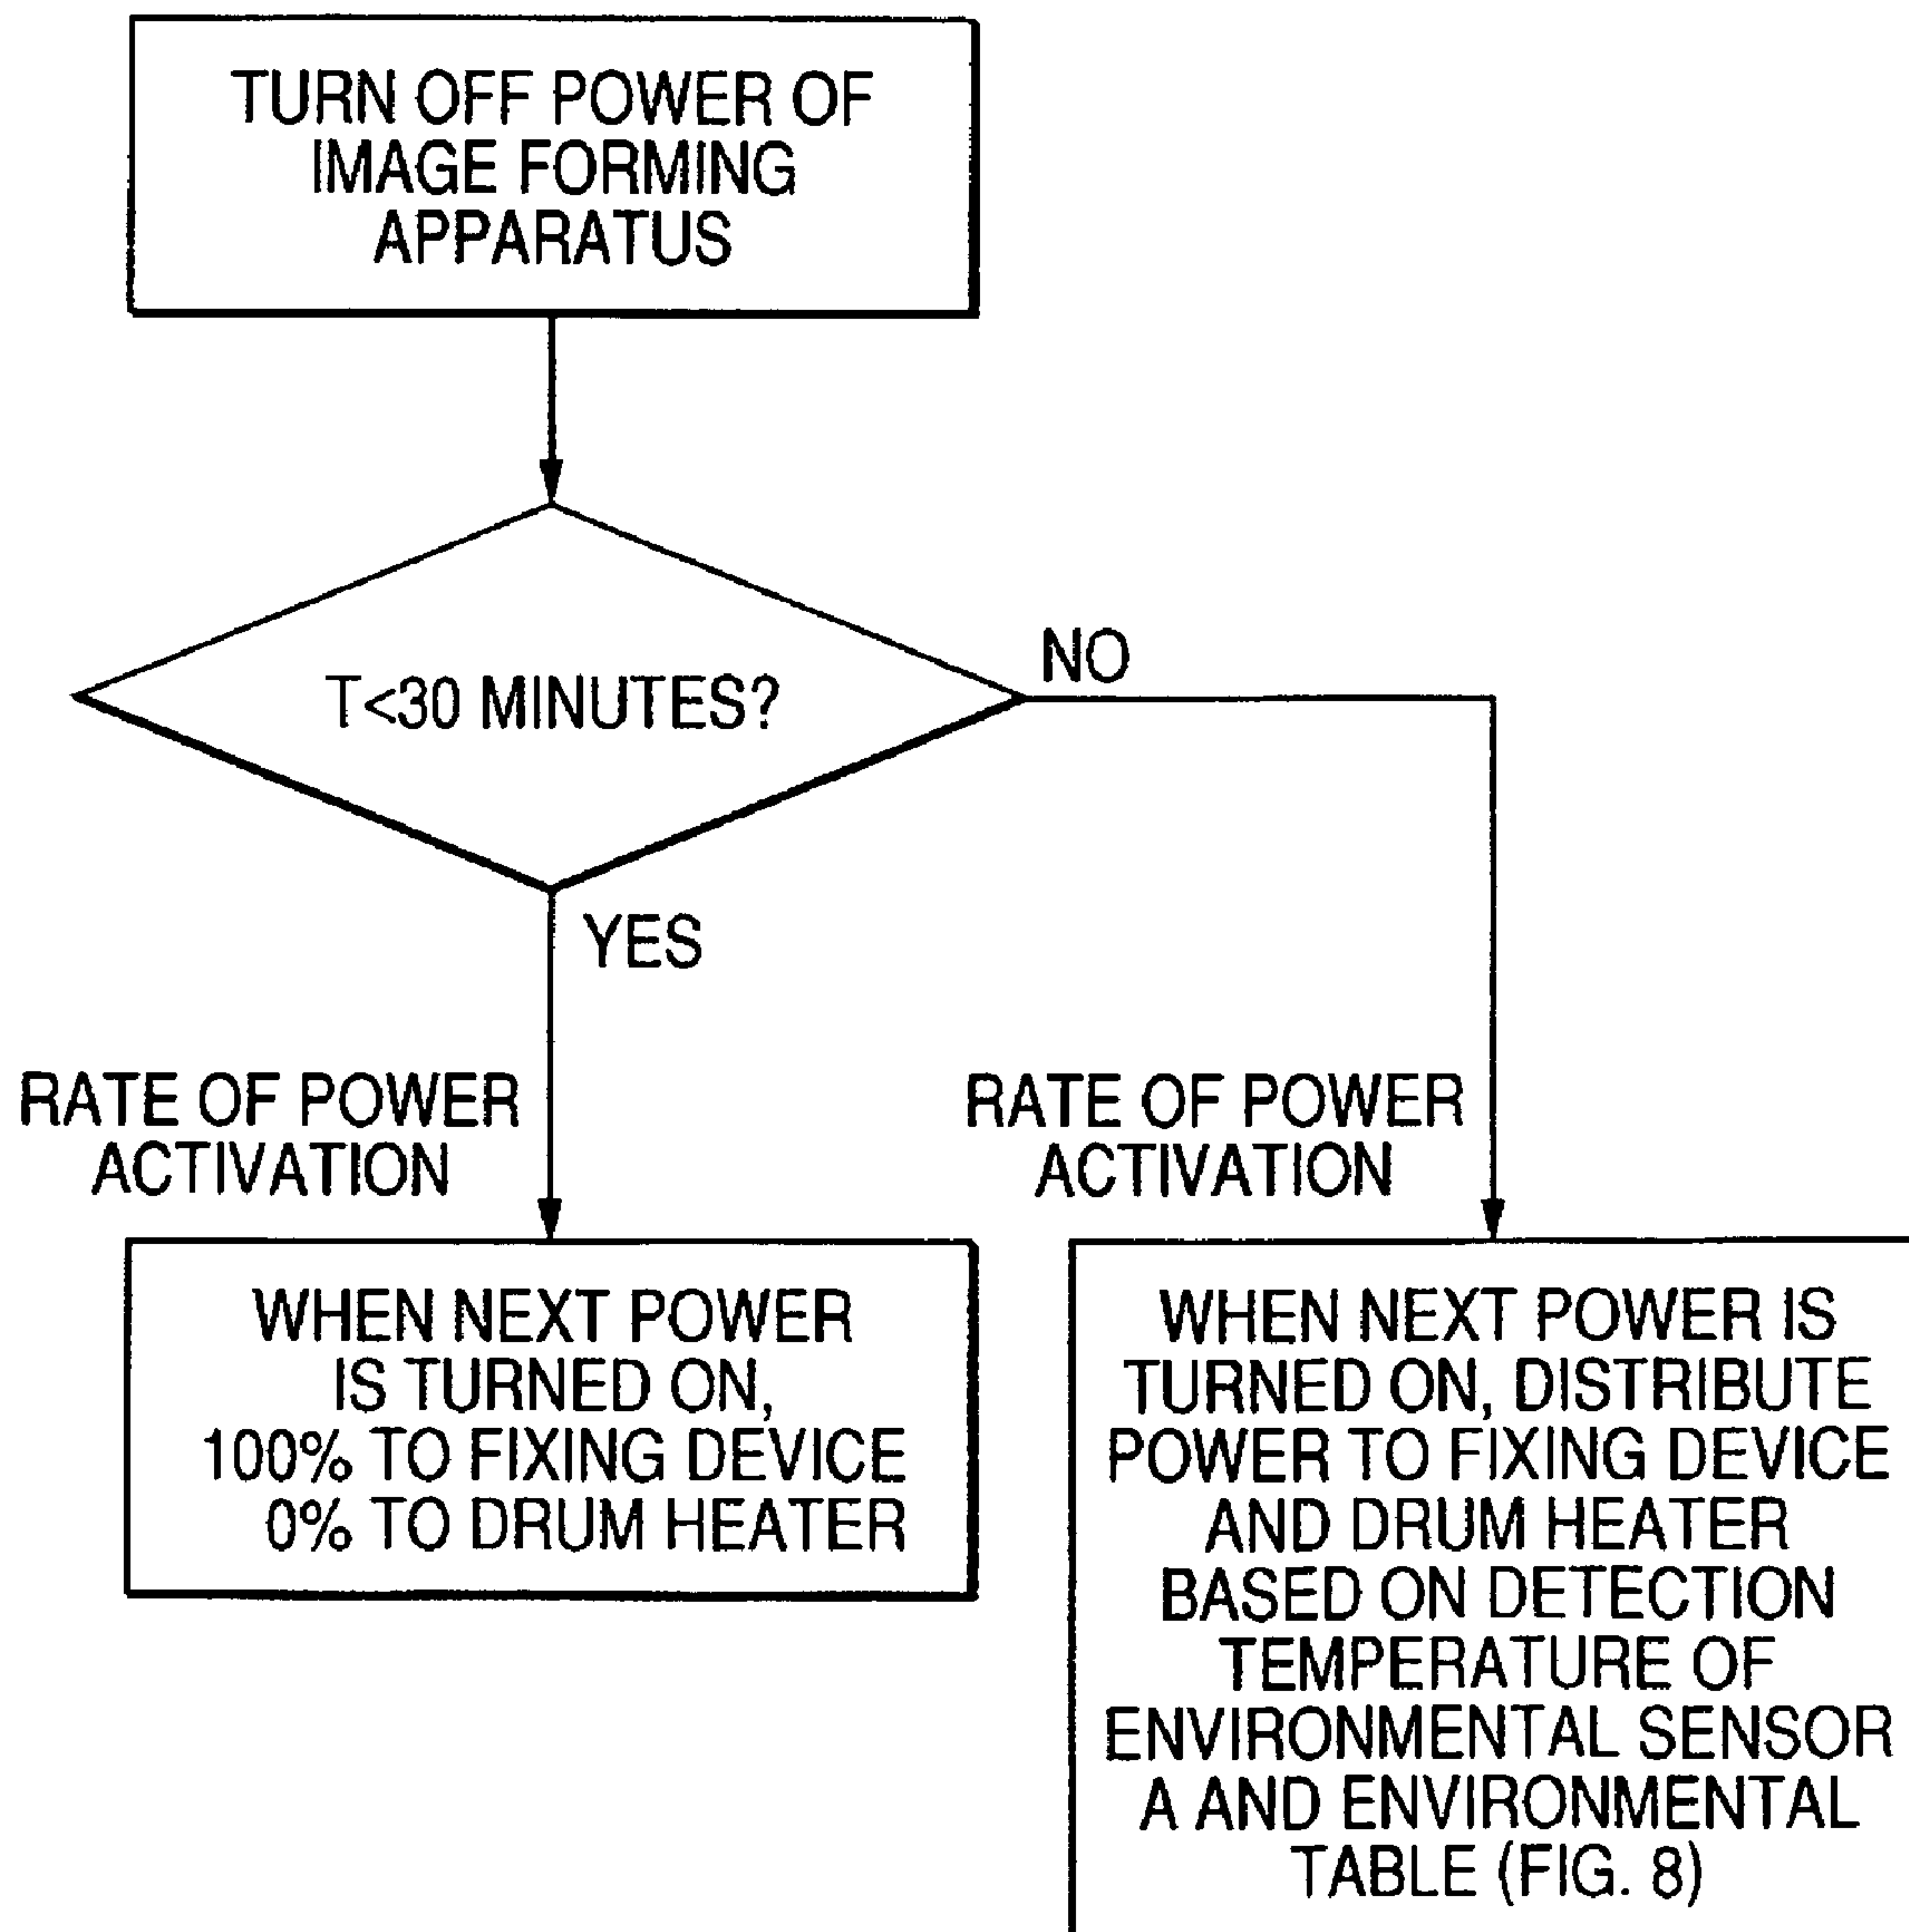 TURN OFF POWER OF
IMAGE FORMING
APPARATUS
T<30 MINUTES?
NO
YES
RATE OF POWER
ACTIVATION
RATE OF POWER
ACTIVATION
WHEN NEXT POWER
IS TURNED ON,
100% TO FIXING DEVICE
0% TO DRUM HEATER
WHEN NEXT POWER IS
TURNED ON, DISTRIBUTE
POWER TO FIXING DEVICE
AND DRUM HEATER
BASED ON DETECTION
TEMPERATURE OF
ENVIRONMENTAL SENSOR
A AND ENVIRONMENTAL
TABLE (FIG. 8)